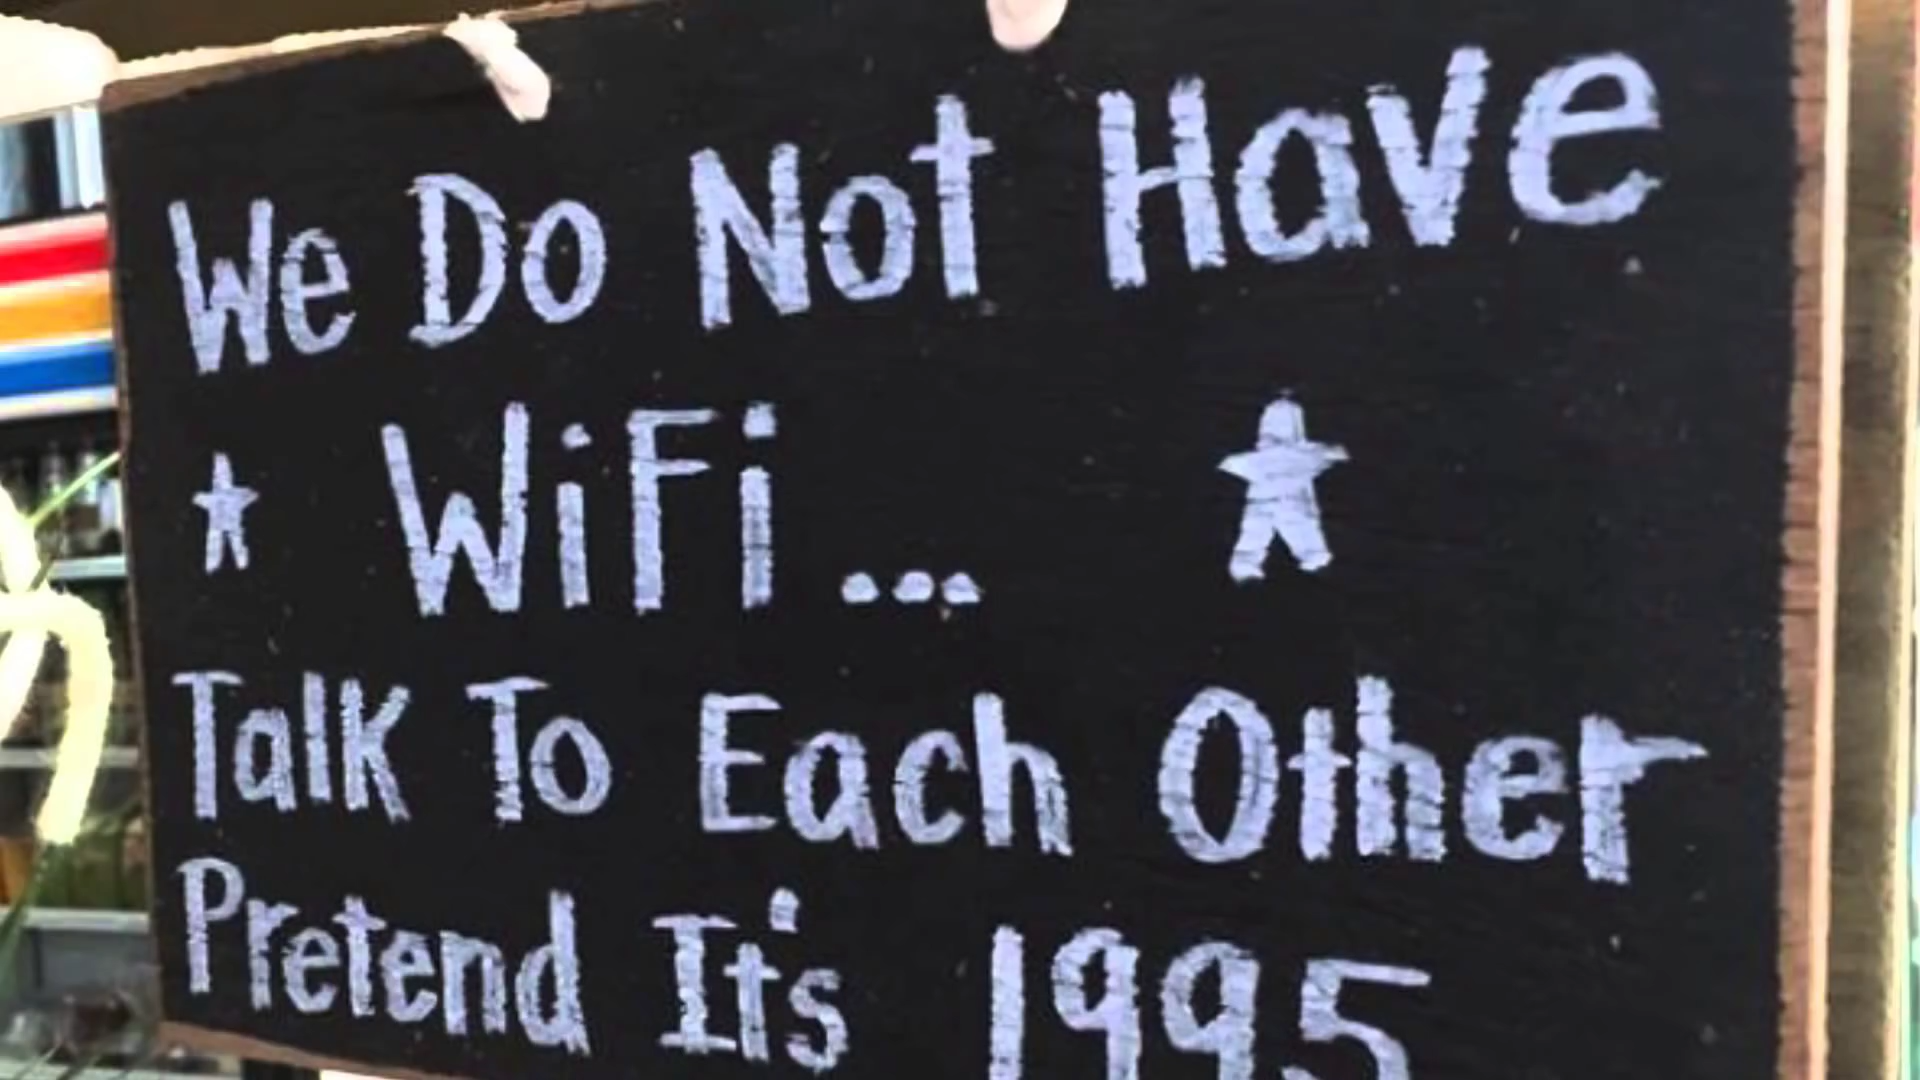 We Do Not Have
WiFi...
Talk To Each Other
Pretend It's 1995